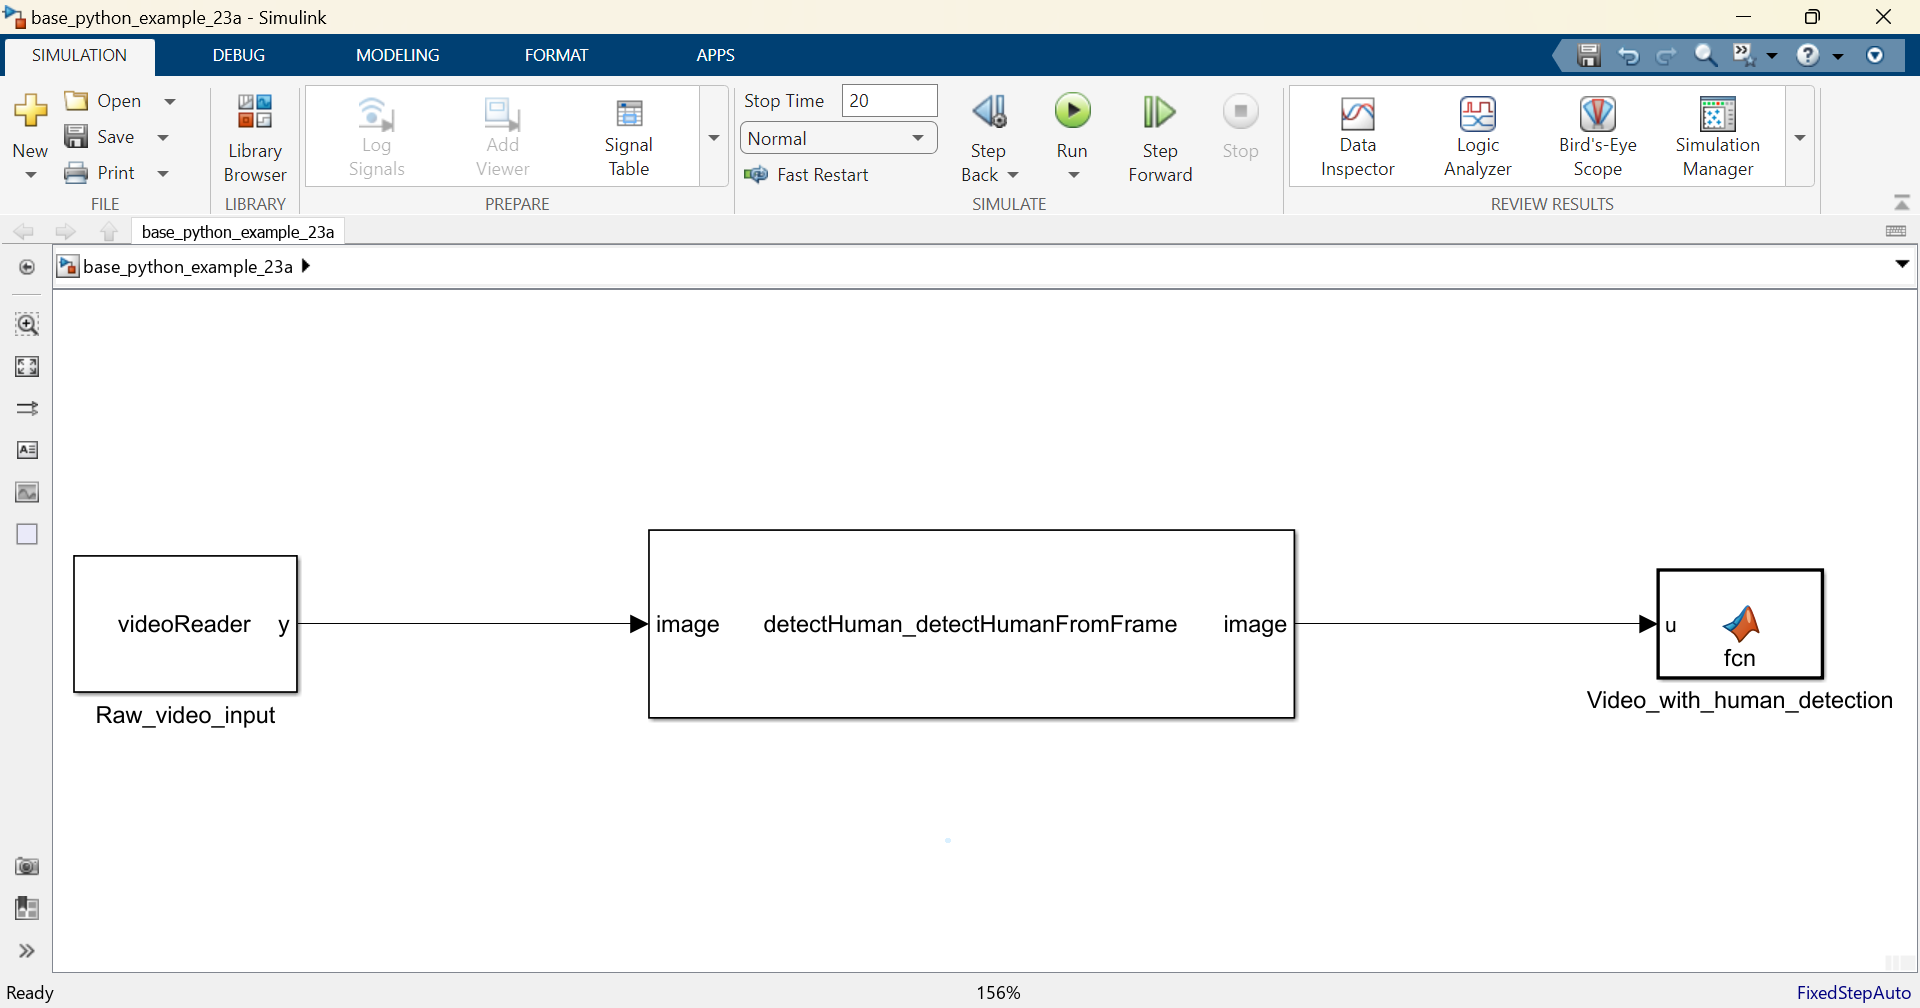 base_python_example_23a - Simulink
SIMULATION
DEBUG
MODELING
FORMAT
APPS
New
Open
Save
Print
FILE
Library
Browser
LIBRARY
Log
Signals
Add
Viewer
Signal
Table
PREPARE
Stop Time
20
Normal
Fast Restart
Step
Back
Run
Step
Forward
Stop
SIMULATE
Data
Inspector
Logic
Analyzer
Bird's-Eye
Scope
Simulation
Manager
REVIEW RESULTS
base_python_example_23a
base_python_example_23a
videoReader y
Raw_video_input
image detectHuman_detectHumanFromFrame image
u
fcn
Video_with_human_detection
Ready
156%
FixedStepAuto